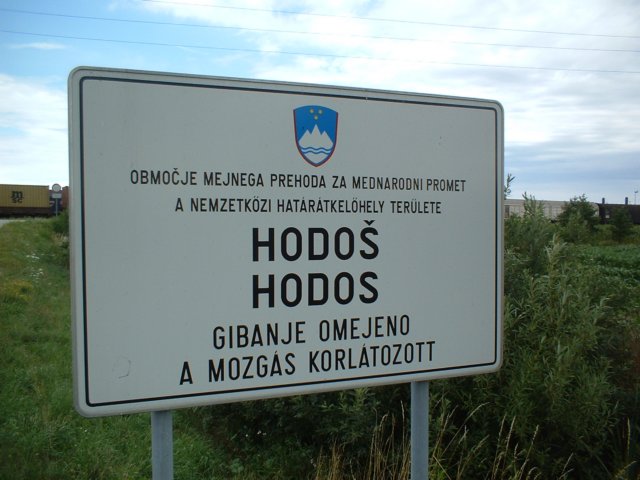 OBMOČJE MEJNEGA PREHODA ZA MEDNARODNI PROMET
A NEMZETKÖZI HATÁRÁTKELŐHELY TERÜLETE
HODOŠ
HODOS
GIBANJE OMEJENO
A MOZGÁS KORLÁTOZOTT